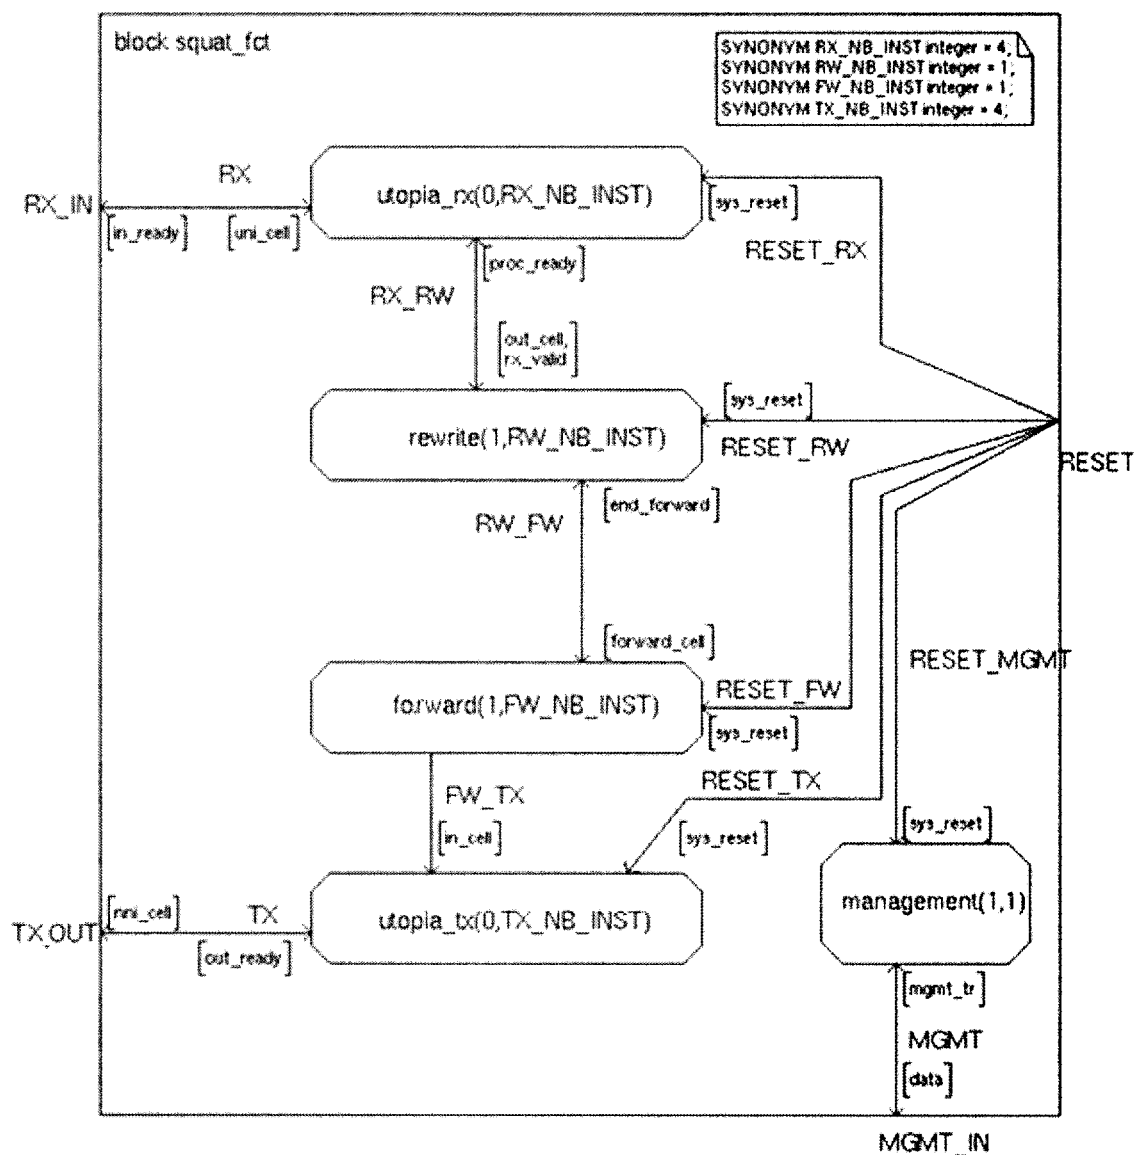 block squat_fct
SYNONYM RX_NB_INST integer = 4;
SYNONYM RW_NB_INST integer = 1;
SYNONYM FW_NB_INST integer = 1;
SYNONYM TX_NB_INST integer = 4;
RX
utopia_rx(0,RX_NB_INST)
RX_IN
[in_ready]
[uni_cell]
[sys_reset]
RESET_RX
[proc_ready]
RX_RW
[out_cell,
rx_valid]
[sys_reset]
rewrite(1,RW_NB_INST)
RESET_RW
RESET
[end_forward]
RW_FW
[forward_cell]
RESET_MGMT
forward(1,FW_NB_INST)
RESET_FW
[sys_reset]
RESET_TX
FW_TX
[in_cell]
[sys_reset]
[sys_reset]
management(1,1)
[nni_cell]
TX
utopia_tx(0,TX_NB_INST)
TX_OUT
[out_ready]
[mgmt_tr]
MGMT
[data]
MGMT_IN